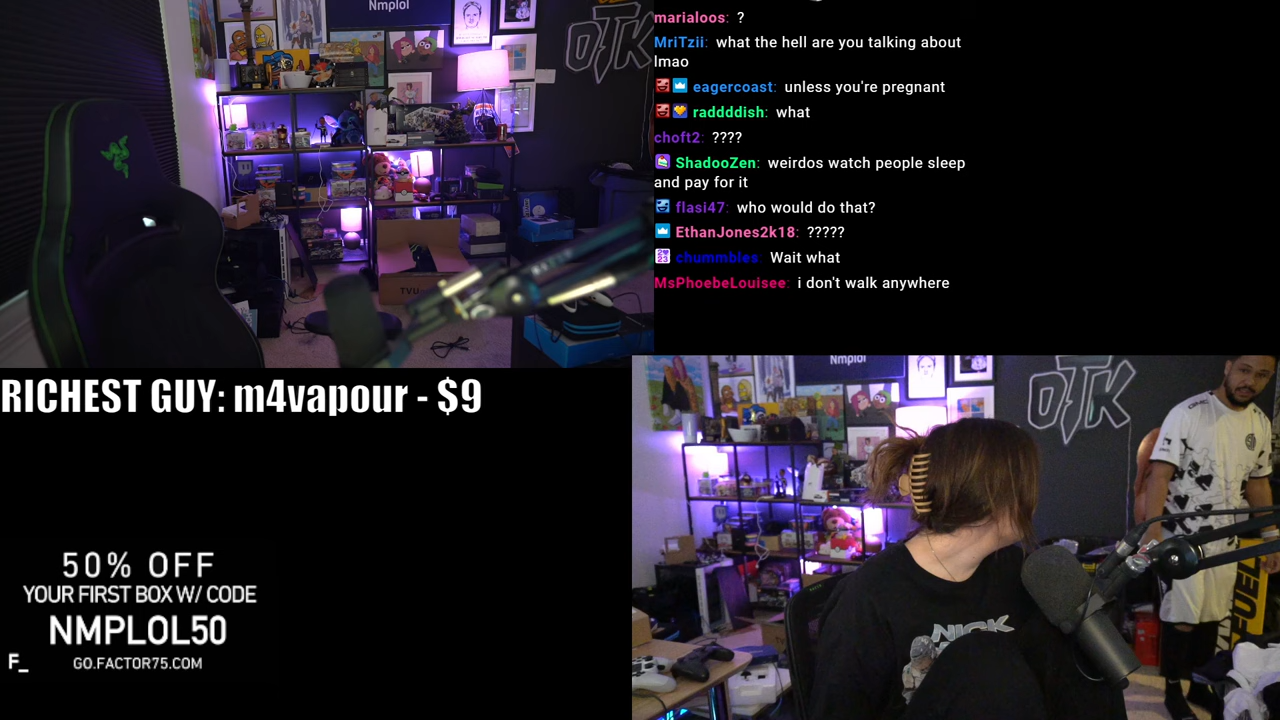 Nmplol
OTK
TVU
marialoos: ?
MriTzii: what the hell are you talking about
lmao
eagercoast: unless you're pregnant
raddddish: what
choft2: ????
ShadooZen: weirdos watch people sleep
and pay for it
flasi47: who would do that?
EthanJones2k18: ?????
chummbles: Wait what
MsPhoebeLouisee: i don't walk anywhere
RICHEST GUY: m4vapour - $9
50% OFF
YOUR FIRST BOX W/ CODE
NMPLOL50
F_ GO.FACTOR75.COM
Nmplol
OTK
NICK
FUEL